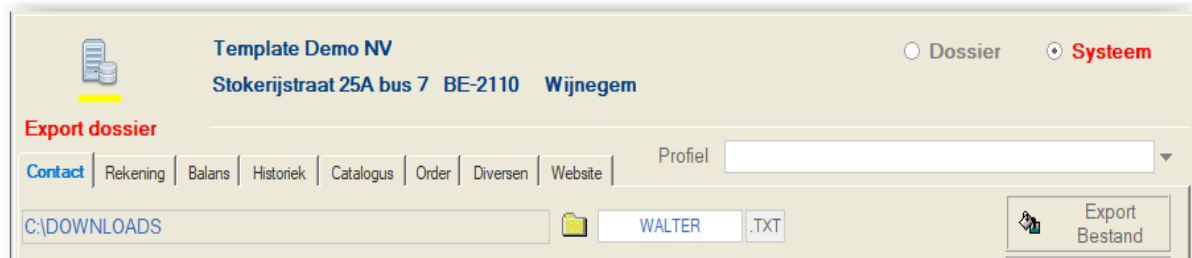 Template Demo NV
Dossier Systeem
Stokerijstraat 25A bus 7 BE-2110 Wijnegem
Export dossier
Profiel
Contact Rekening Balans Historiek Catalogus Order Diversen Website
C:\DOWNLOADS WALTER .TXT
Export
Bestand